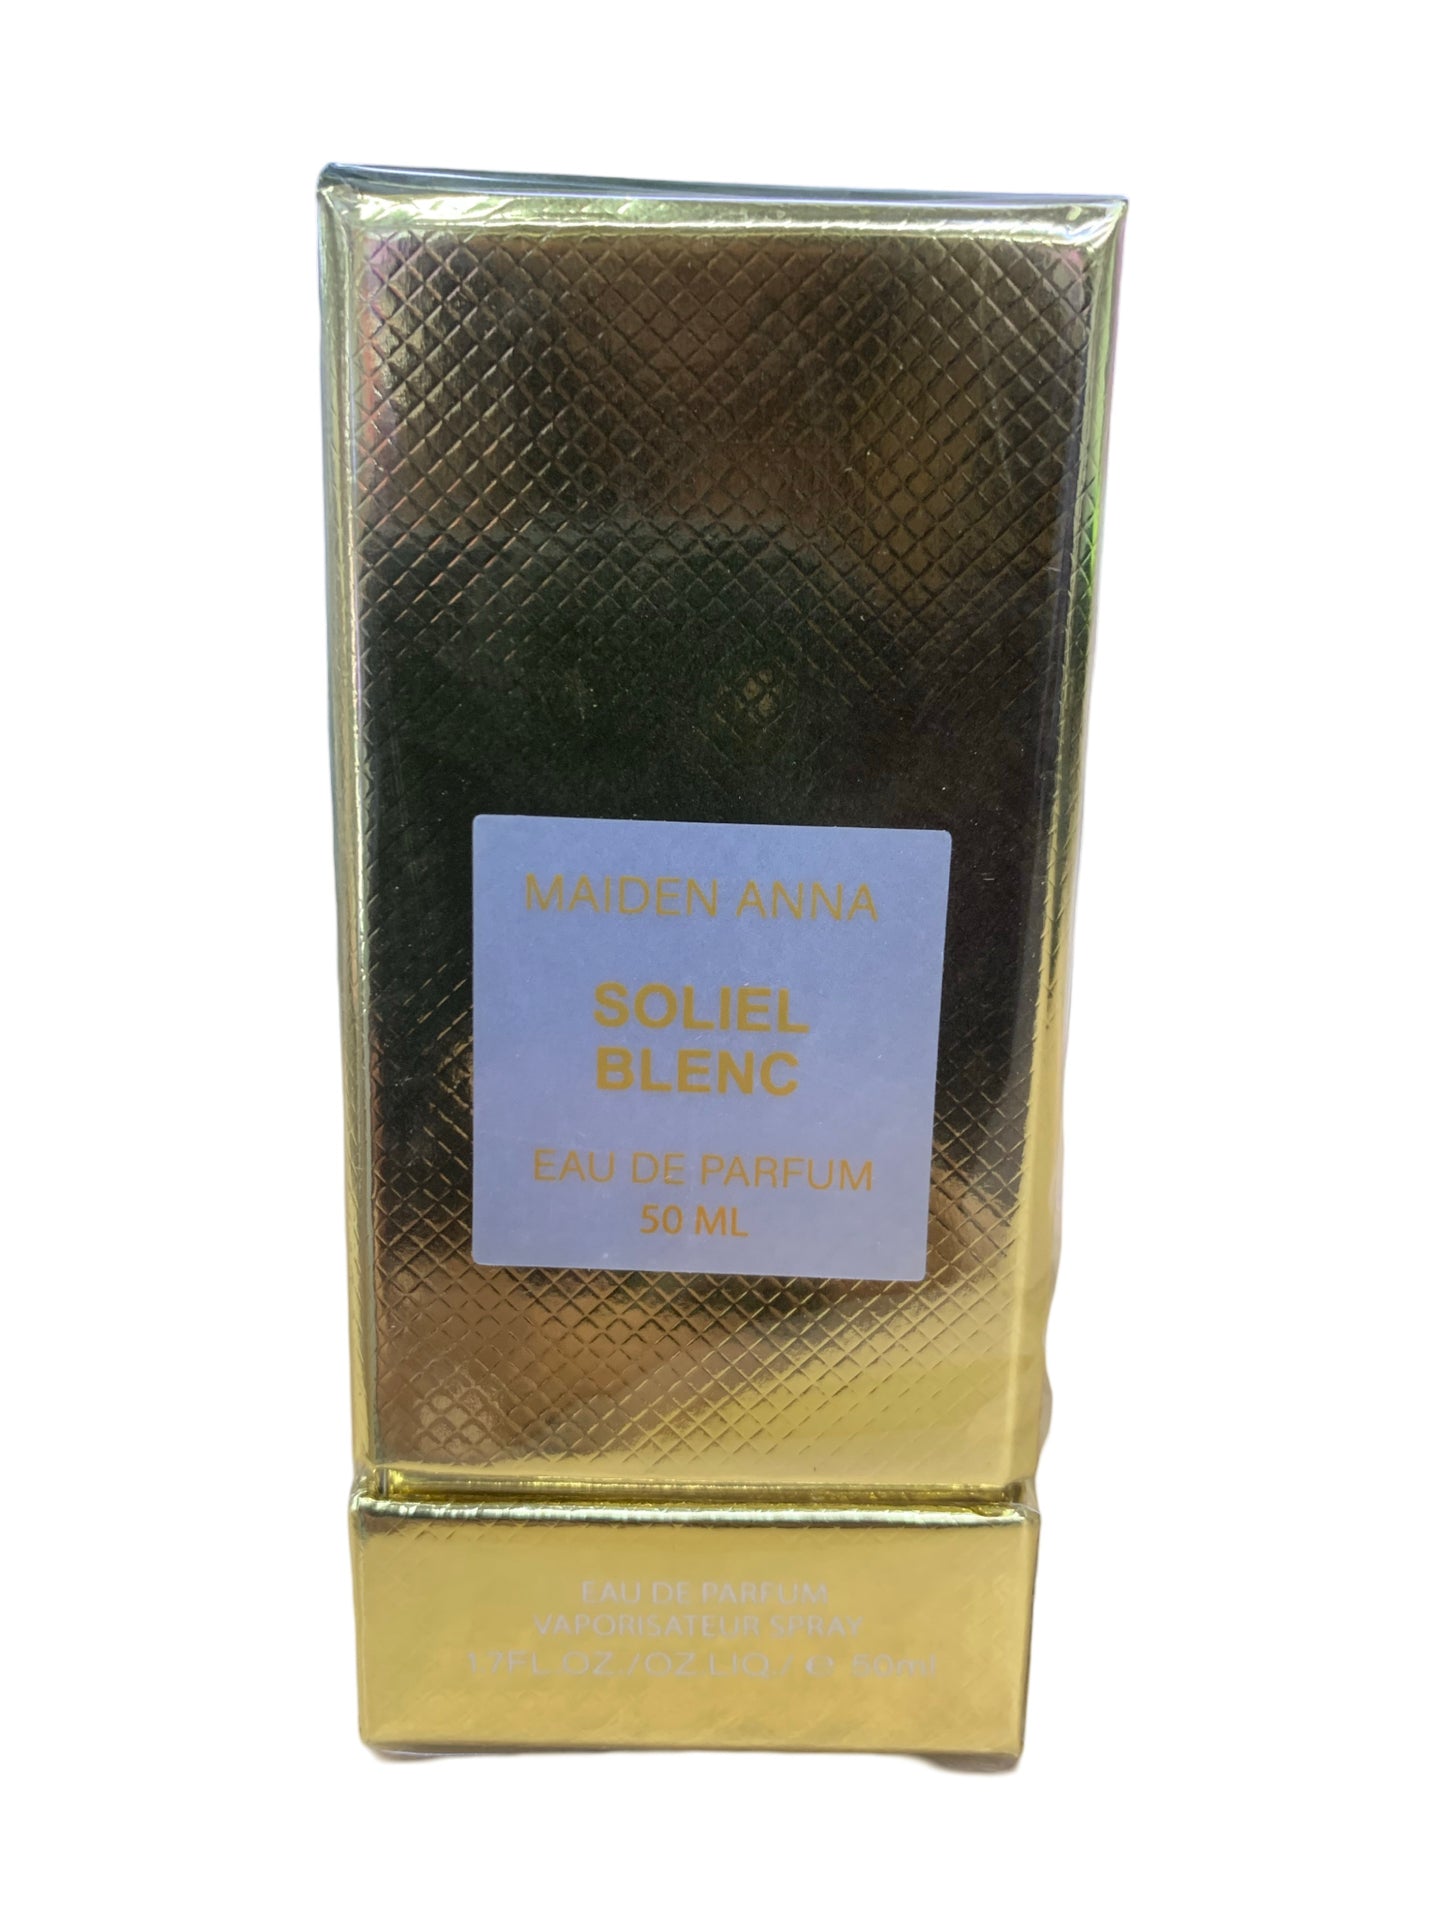 MAIDEN ANNA
SOLIEL
BLENC
EAU DE PARFUM
50 ML
EAU DE PARFUM
VAPORISATEUR SPRAY
1.7FL.OZ./OZ.LIQ./ ℮ 50ml